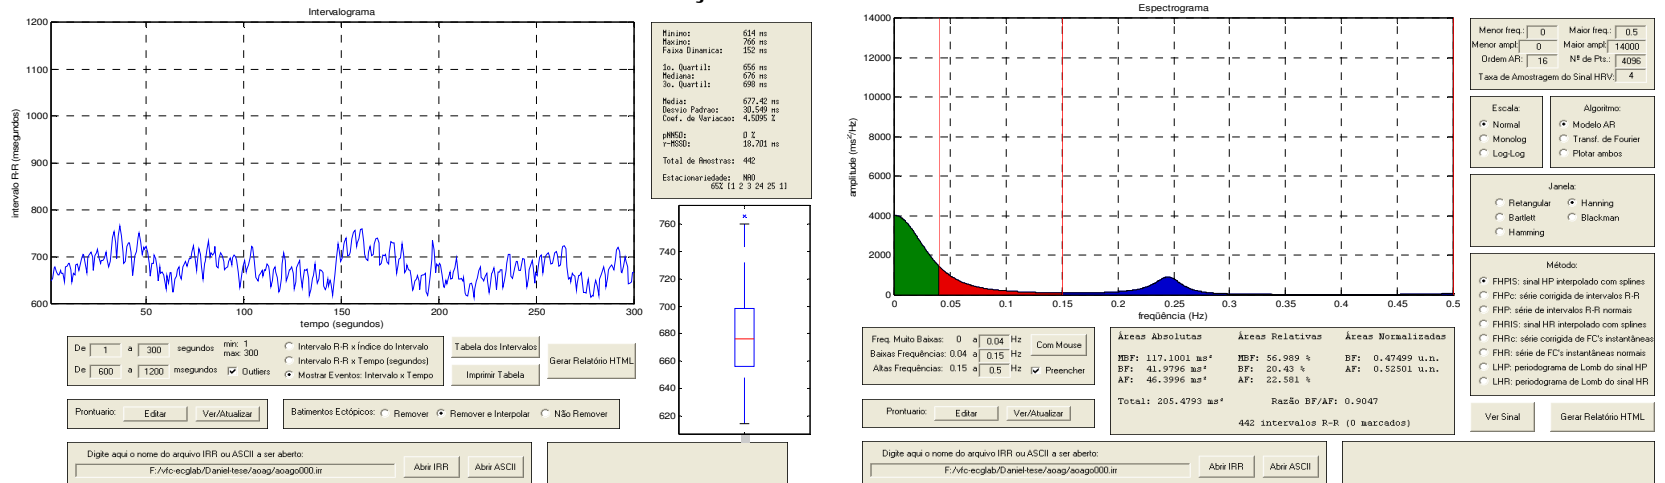 Intervalograma
1200
1100
1000
900
800
700
600
intervalo R-R (msegundos)
50
100
150
200
250
300
tempo (segundos)
Minimo: 614 ms
Maximo: 766 ms
Faixa Dinamica: 152 ms
1o. Quartil: 656 ms
Mediana: 676 ms
3o. Quartil: 698 ms
Media: 677.42 ms
Desvio Padrao: 30.549 ms
Coef. de Variacao: 4.5095 %
pNN50: 0 %
r-MSSD: 18.701 ms
Total de Amostras: 442
Estacionariedade: NAO
65% [1 2 3 24 25 1]
760
740
720
700
680
660
640
620
De 1 a 300 segundos min: 1
max: 300
De 600 a 1200 msegundos Outliers
Intervalo R-R x Índice do Intervalo
Intervalo R-R x Tempo (segundos)
Mostrar Eventos: Intervalo x Tempo
Tabela dos Intervalos
Imprimir Tabela
Gerar Relatório HTML
Prontuario: Editar Ver/Atualizar
Batimentos Ectópicos: Remover Remover e Interpolar Não Remover
Digite aqui o nome do arquivo IRR ou ASCII a ser aberto:
F:/vfc-ecglab/Daniel-tese/aoag/aoago000.irr
Abrir IRR Abrir ASCII
Espectrograma
14000
12000
10000
8000
6000
4000
2000
0
amplitude (ms²/Hz)
0
0.05
0.1
0.15
0.2
0.25
0.3
0.35
0.4
0.45
0.5
freqüência (Hz)
Menor freq.: 0 Maior freq.: 0.5
Menor ampl: 0 Maior ampl: 14000
Ordem AR: 16 Nº de Pts.: 4096
Taxa de Amostragem do Sinal HRV: 4
Escala:
Normal
Monolog
Log-Log
Algoritmo:
Modelo AR
Transf. de Fourier
Plotar ambos
Janela:
Retangular Hanning
Bartlett Blackman
Hamming
Método:
FHPIS: sinal HP interpolado com splines
FHPc: série corrigida de intervalos R-R
FHP: série de intervalos R-R normais
FHRIS: sinal HR interpolado com splines
FHRc: série corrigida de FC's instantâneas
FHR: série de FC's instantâneas normais
LHP: periodograma de Lomb do sinal HP
LHR: periodograma de Lomb do sinal HR
Ver Sinal
Gerar Relatório HTML
Freq. Muito Baixas: 0 a 0.04 Hz
Baixas Frequências: 0.04 a 0.15 Hz
Altas Frequências: 0.15 a 0.5 Hz
Com Mouse
Preencher
Prontuario: Editar Ver/Atualizar
Áreas Absolutas Áreas Relativas Áreas Normalizadas
MBF: 117.1001 ms² MBF: 56.989 % BF: 0.47499 u.n.
BF: 41.9796 ms² BF: 20.43 % AF: 0.52501 u.n.
AF: 46.3996 ms² AF: 22.581 %
Total: 205.4793 ms² Razão BF/AF: 0.9047
442 intervalos R-R (0 marcados)
Digite aqui o nome do arquivo IRR ou ASCII a ser aberto:
F:/vfc-ecglab/Daniel-tese/aoag/aoago000.irr
Abrir IRR Abrir ASCII